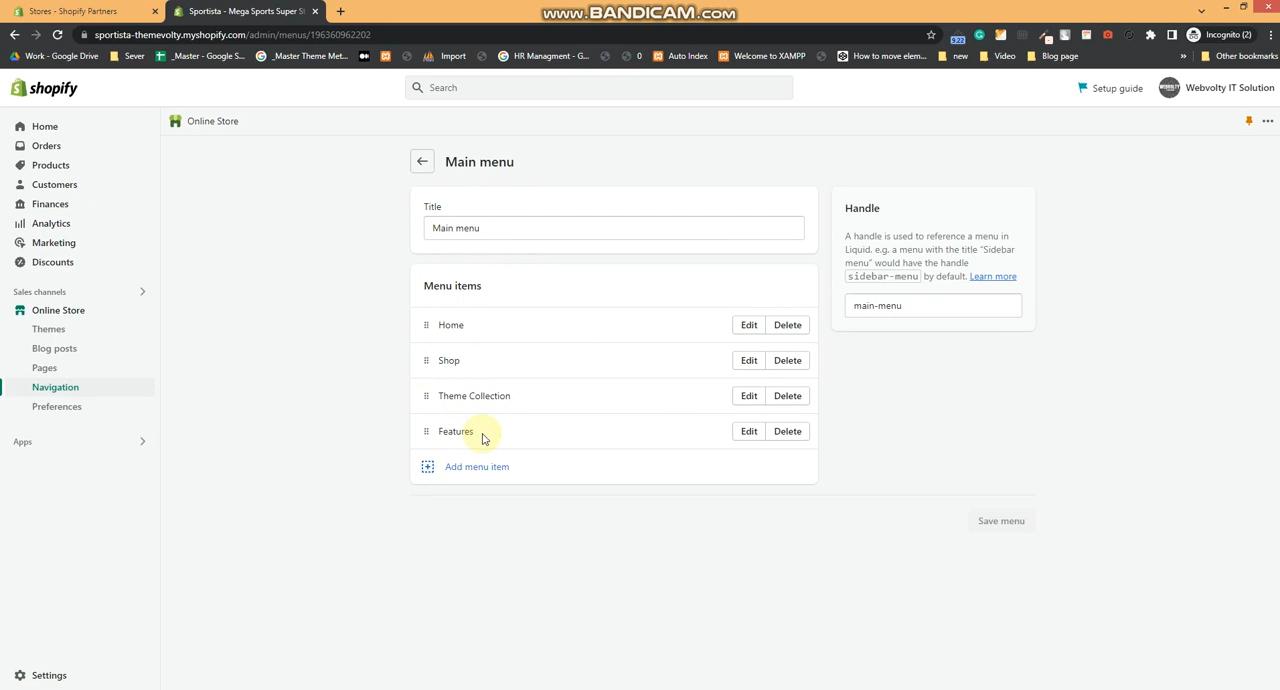 www.BANDICAM.com
Stores - Shopify Partners
Sportista - Mega Sports Super S
sportista-themevolty.myshopify.com/admin/menus/196360962202
9.22
Incognito (2)
Work - Google Drive
Sever
_Master - Google S...
_Master Theme Met...
Import
HR Managment - G...
0
Auto Index
Welcome to XAMPP
How to move elem...
new
Video
Blog page
»
Other bookmarks
shopify
Search
Setup guide
Webvolty IT Solution
Home
Orders
Products
Customers
Finances
Analytics
Marketing
Discounts
Sales channels
Online Store
Themes
Blog posts
Pages
Navigation
Preferences
Apps
Settings
Online Store
Main menu
Title
Main menu
Menu items
Home
Edit
Delete
Shop
Edit
Delete
Theme Collection
Edit
Delete
Features
Edit
Delete
Add menu item
Handle
A handle is used to reference a menu in
Liquid. e.g. a menu with the title “Sidebar
menu” would have the handle
sidebar-menu by default. Learn more
main-menu
Save menu